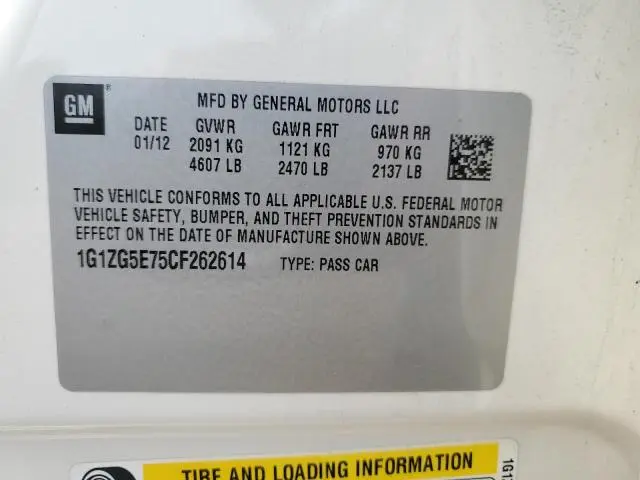 GM
MFD BY GENERAL MOTORS LLC
DATE GVWR GAWR FRT GAWR RR
01/12 2091 KG 1121 KG 970 KG
4607 LB 2470 LB 2137 LB
THIS VEHICLE CONFORMS TO ALL APPLICABLE U.S. FEDERAL MOTOR
VEHICLE SAFETY, BUMPER, AND THEFT PREVENTION STANDARDS IN
EFFECT ON THE DATE OF MANUFACTURE SHOWN ABOVE.
1G1ZG5E75CF262614 TYPE: PASS CAR
TIRE AND LOADING INFORMATION